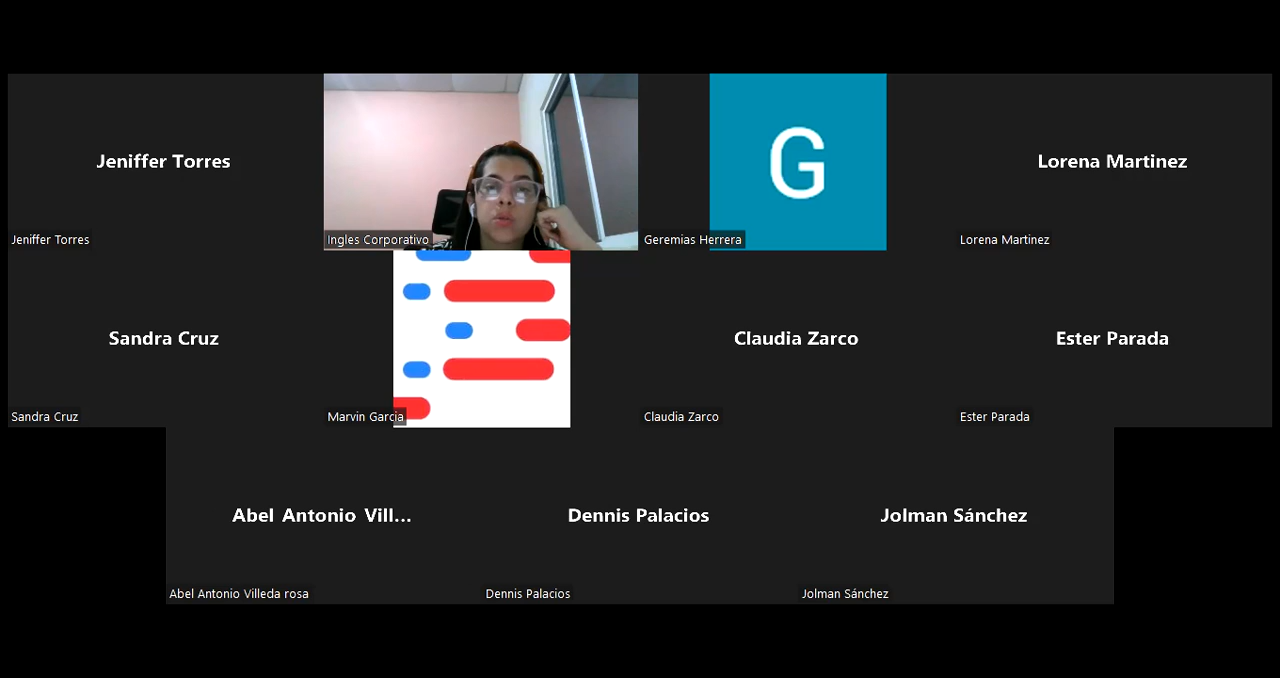 Jeniffer Torres
Jeniffer Torres
Ingles Corporativo
G
Geremias Herrera
Lorena Martinez
Lorena Martinez
Sandra Cruz
Sandra Cruz
Marvin Garcia
Claudia Zarco
Claudia Zarco
Ester Parada
Ester Parada
Abel Antonio Vill...
Abel Antonio Villeda rosa
Dennis Palacios
Dennis Palacios
Jolman Sánchez
Jolman Sánchez